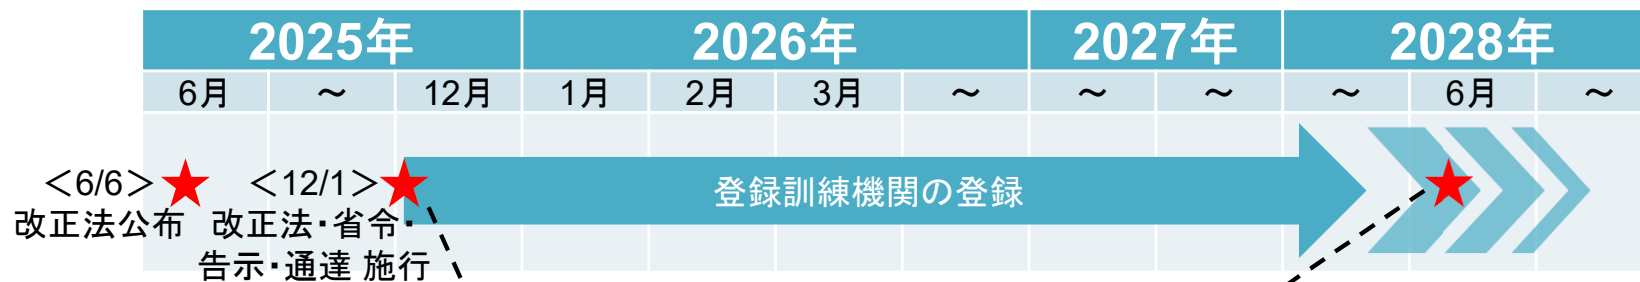 2025年 2026年 2027年 2028年
6月 ～ 12月 1月 2月 3月 ～ ～ ～ ～ 6月 ～
＜6/6＞
改正法公布
＜12/1＞
改正法・省令・
告示・通達 施行
登録訓練機関の登録